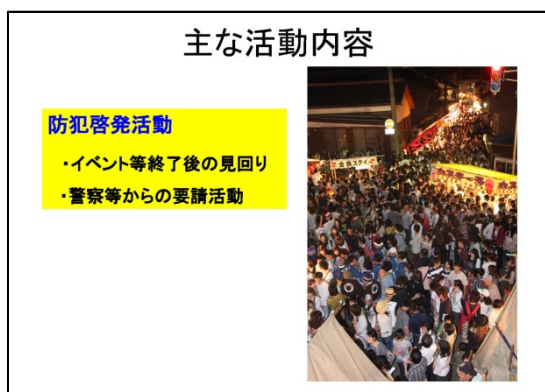 主な活動内容
防犯啓発活動
・イベント等終了後の見回り
・警察等からの要請活動